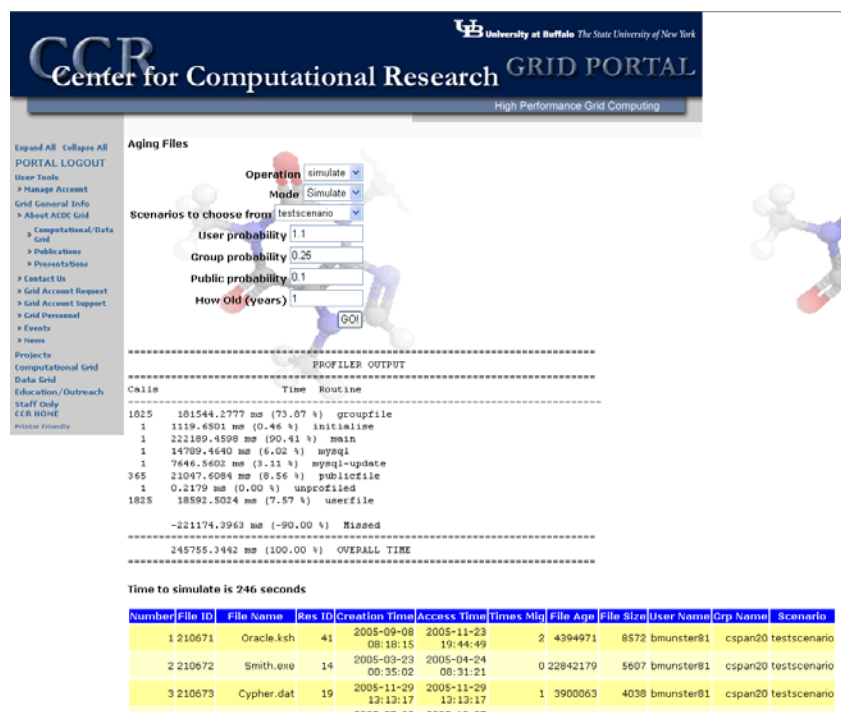 UB University at Buffalo The State University of New York
CCR
Center for Computational Research GRID PORTAL
High Performance Grid Computing
Expand All Collapse All
PORTAL LOGOUT
User Tools
» Manage Account
Grid General Info
» About ACDC Grid
» Computational/Data
Grid
» Publications
» Presentations
» Contact Us
» Grid Account Request
» Grid Account Support
» Grid Personnel
» Events
» News
Projects
Computational Grid
Data Grid
Education/Outreach
Staff Only
CCR HOME
Printer Friendly
Aging Files
Operation simulate
Mode Simulate
Scenarios to choose from testscenario
User probability 1.1
Group probability 0.25
Public probability 0.1
How Old (years) 1
GO!
============================================================================
PROFILER OUTPUT
============================================================================
Calls Time Routine
-----------------------------------------------------------------------------
1825 181544.2777 ms (73.87 %) groupfile
1 1119.6501 ms (0.46 %) initialise
1 222189.4598 ms (90.41 %) main
1 14789.4640 ms (6.02 %) mysql
1 7646.5602 ms (3.11 %) mysql-update
365 21047.6084 ms (8.56 %) publicfile
1 0.2179 ms (0.00 %) unprofiled
1825 18592.5024 ms (7.57 %) userfile
-221174.3963 ms (-90.00 %) Missed
============================================================================
245755.3442 ms (100.00 %) OVERALL TIME
============================================================================
Time to simulate is 246 seconds
Number File ID File Name Res ID Creation Time Access Time Times Mig File Age File Size User Name Grp Name Scenario
1 210671 Oracle.ksh 41 2005-09-08 08:18:15 2005-11-23 19:44:49 2 4394971 8572 bmunster81 cspan20 testscenario
2 210672 Smith.exe 14 2005-03-23 00:35:02 2005-04-24 08:31:21 0 22842179 5607 bmunster81 cspan20 testscenario
3 210673 Cypher.dat 19 2005-11-29 13:13:17 2005-11-29 13:13:17 1 3900063 4038 bmunster81 cspan20 testscenario